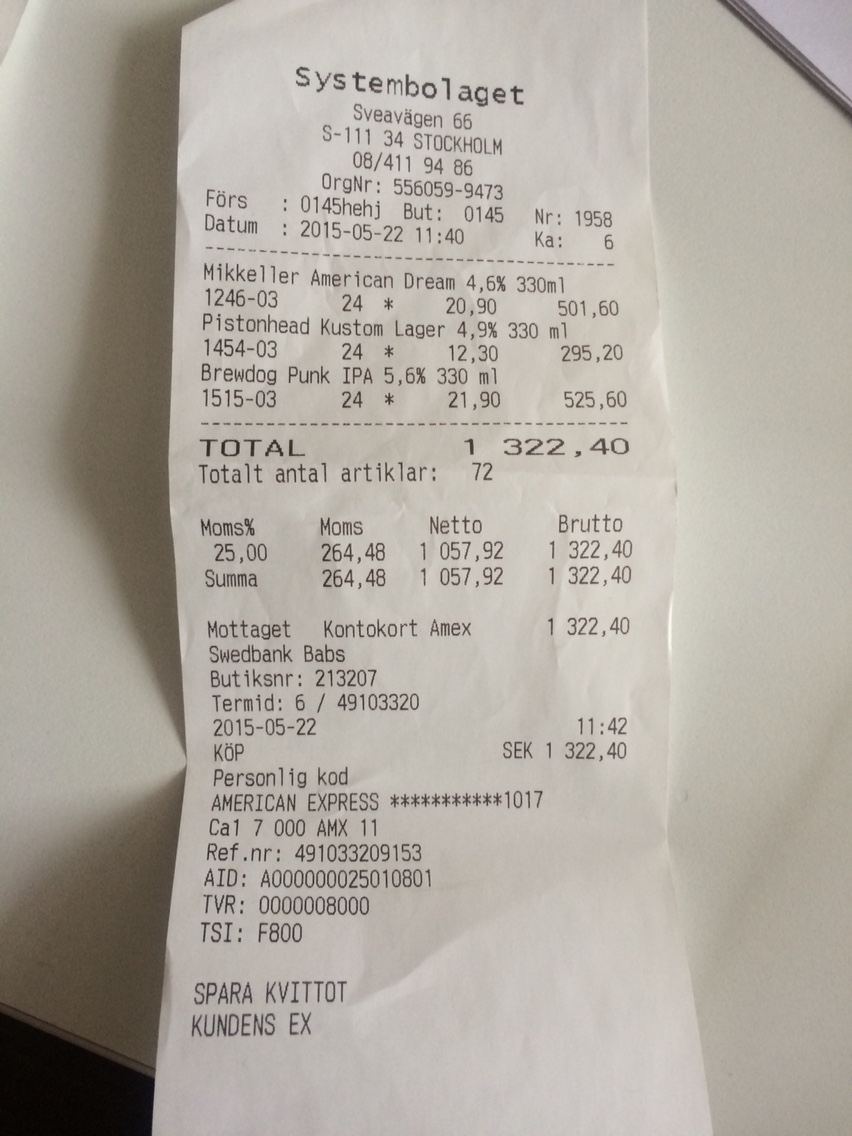 Systembolaget
Sveavägen 66
S-111 34 STOCKHOLM
08/411 94 86
OrgNr: 556059-9473
Förs : 0145hehj But: 0145 Nr: 1958
Datum : 2015-05-22 11:40 Ka: 6
Mikkeller American Dream 4,6% 330ml
1246-03 24 * 20,90 501,60
Pistonhead Kustom Lager 4,9% 330 ml
1454-03 24 * 12,30 295,20
Brewdog Punk IPA 5,6% 330 ml
1515-03 24 * 21,90 525,60
TOTAL 1 322,40
Totalt antal artiklar: 72
Moms% Moms Netto Brutto
25,00 264,48 1 057,92 1 322,40
Summa 264,48 1 057,92 1 322,40
Mottaget Kontokort Amex 1 322,40
Swedbank Babs
Butiksnr: 213207
Termid: 6 / 49103320
2015-05-22 11:42
KöP SEK 1 322,40
Personlig kod
AMERICAN EXPRESS ***********1017
Ca1 7 000 AMX 11
Ref.nr: 491033209153
AID: A000000025010801
TVR: 0000008000
TSI: F800
SPARA KVITTOT
KUNDENS EX